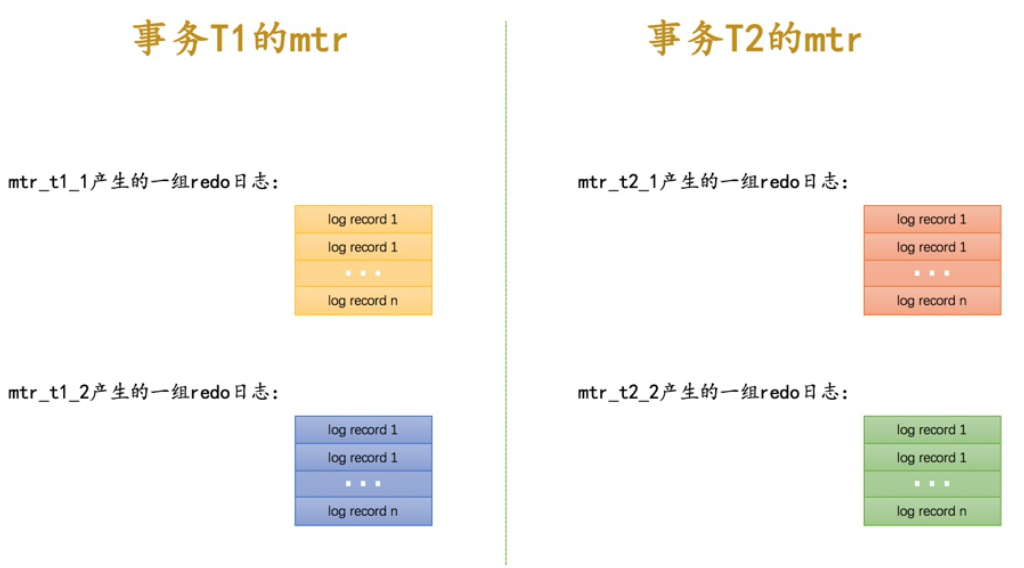 事务T1的mtr
mtr_t1_1产生的一组redo日志:
log record 1
log record 1
...
log record n
mtr_t1_2产生的一组redo日志:
log record 1
log record 1
...
log record n
事务T2的mtr
mtr_t2_1产生的一组redo日志:
log record 1
log record 1
...
log record n
mtr_t2_2产生的一组redo日志:
log record 1
log record 1
...
log record n